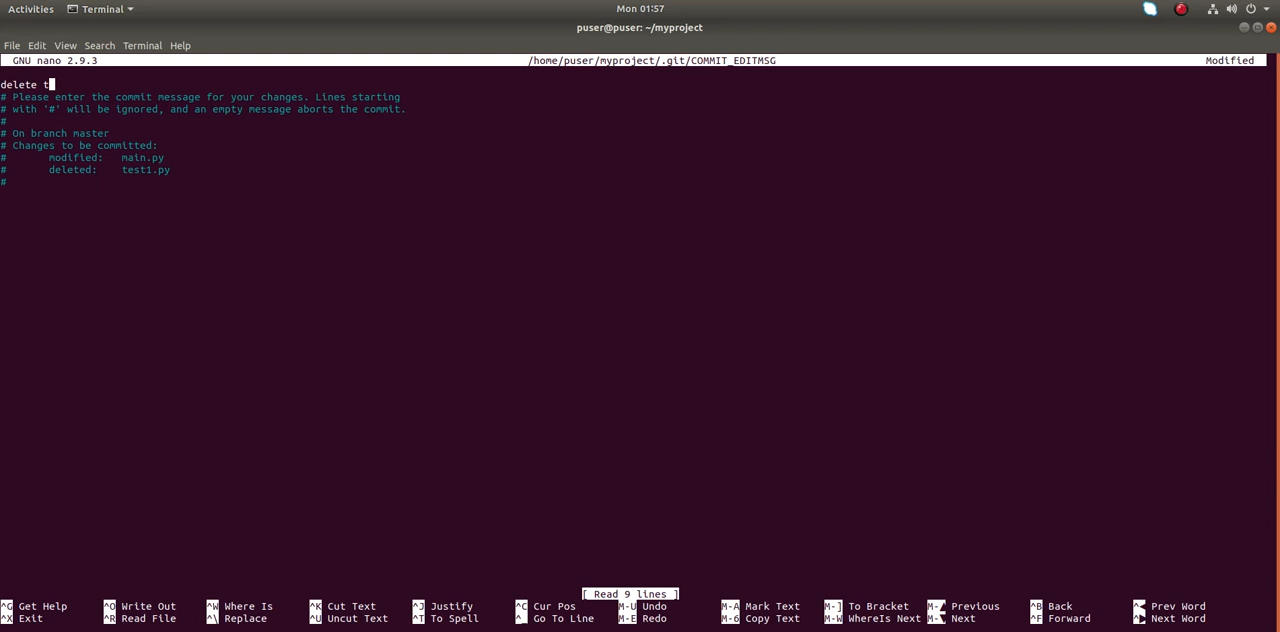 Activities Terminal Mon 01:57
puser@puser: ~/myproject
File Edit View Search Terminal Help
GNU nano 2.9.3 /home/puser/myproject/.git/COMMIT_EDITMSG Modified
delete t
# Please enter the commit message for your changes. Lines starting
# with '#' will be ignored, and an empty message aborts the commit.
#
# On branch master
# Changes to be committed:
#       modified:   main.py
#       deleted:    test1.py
#
[ Read 9 lines ]
^G Get Help ^O Write Out ^W Where Is ^K Cut Text ^J Justify ^C Cur Pos M-U Undo M-A Mark Text M-] To Bracket M-▲ Previous ^B Back ^◀ Prev Word
^X Exit ^R Read File ^\ Replace ^U Uncut Text ^T To Spell ^_ Go To Line M-E Redo M-6 Copy Text M-W WhereIs Next M-▼ Next ^F Forward ^▶ Next Word